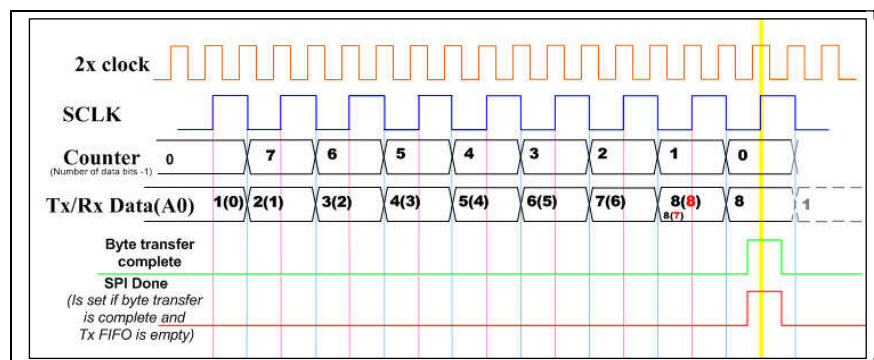 2x clock
SCLK
Counter 0 7 6 5 4 3 2 1 0
(Number of data bits -1)
Tx/Rx Data(A0) 1(0) 2(1) 3(2) 4(3) 5(4) 6(5) 7(6) 8(8) 8 1
8(7)
Byte transfer
complete
SPI Done
(Is set if byte transfer
is complete and
Tx FIFO is empty)